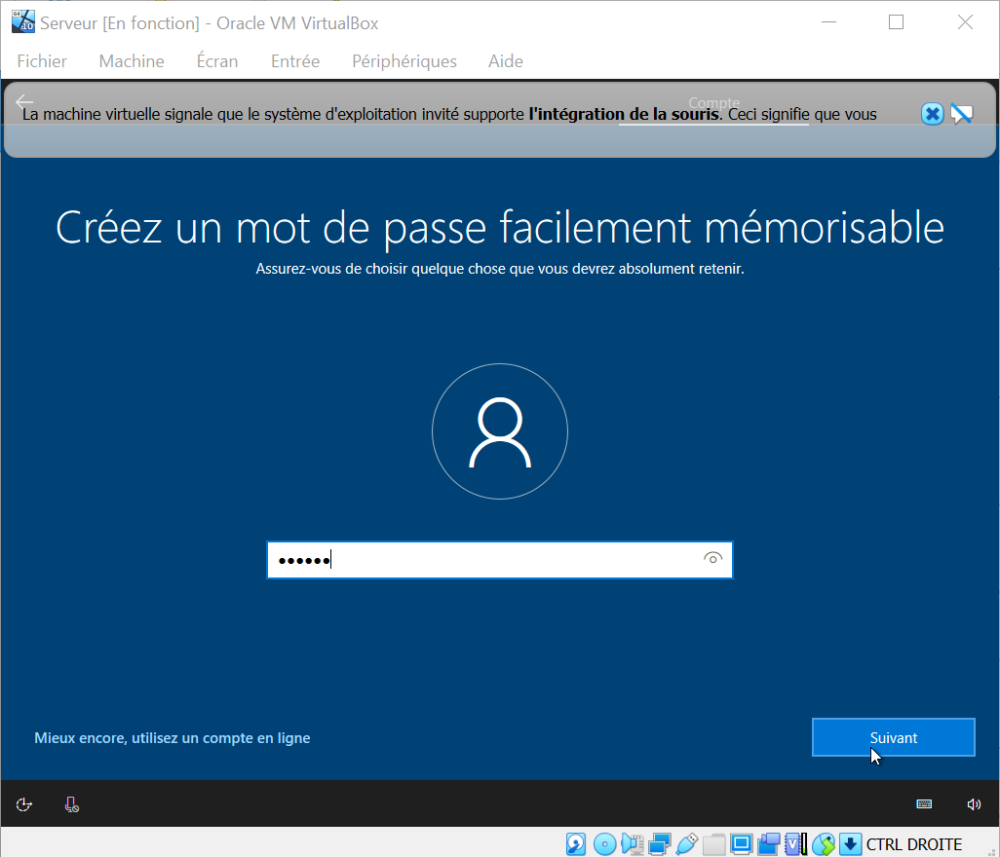 Serveur [En fonction] - Oracle VM VirtualBox
Fichier Machine Écran Entrée Périphériques Aide
Compte
La machine virtuelle signale que le système d'exploitation invité supporte l'intégration de la souris. Ceci signifie que vous
Créez un mot de passe facilement mémorisable
Assurez-vous de choisir quelque chose que vous devrez absolument retenir.
••••••
Mieux encore, utilisez un compte en ligne
Suivant
CTRL DROITE